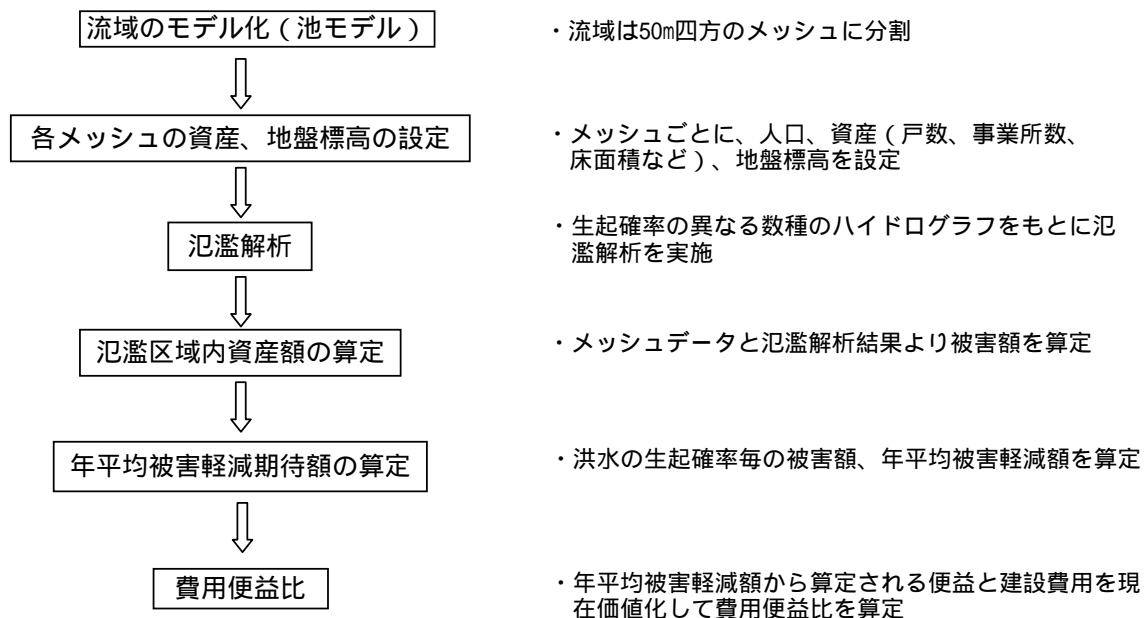 流域のモデル化（池モデル）
・流域は50m四方のメッシュに分割
各メッシュの資産、地盤標高の設定
・メッシュごとに、人口、資産（戸数、事業所数、
床面積など）、地盤標高を設定
氾濫解析
・生起確率の異なる数種のハイドログラフをもとに氾
濫解析を実施
氾濫区域内資産額の算定
・メッシュデータと氾濫解析結果より被害額を算定
年平均被害軽減期待額の算定
・洪水の生起確率毎の被害額、年平均被害軽減額を算定
費用便益比
・年平均被害軽減額から算定される便益と建設費用を現
在価値化して費用便益比を算定